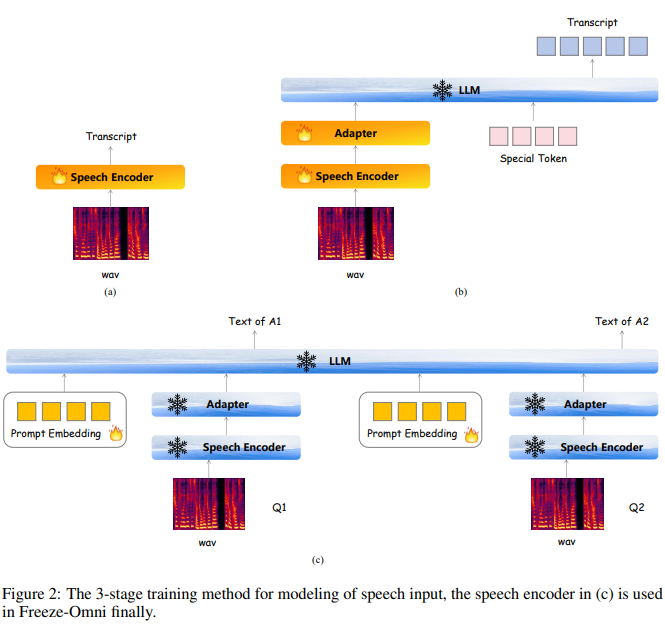 Transcript
LLM
Adapter
Special Token
Speech Encoder
wav
(b)
Transcript
Speech Encoder
wav
(a)
Text of A1
Text of A2
LLM
Prompt Embedding
Adapter
Speech Encoder
wav
Q1
Prompt Embedding
Adapter
Speech Encoder
wav
Q2
(c)
Figure 2: The 3-stage training method for modeling of speech input, the speech encoder in (c) is used
in Freeze-Omni finally.